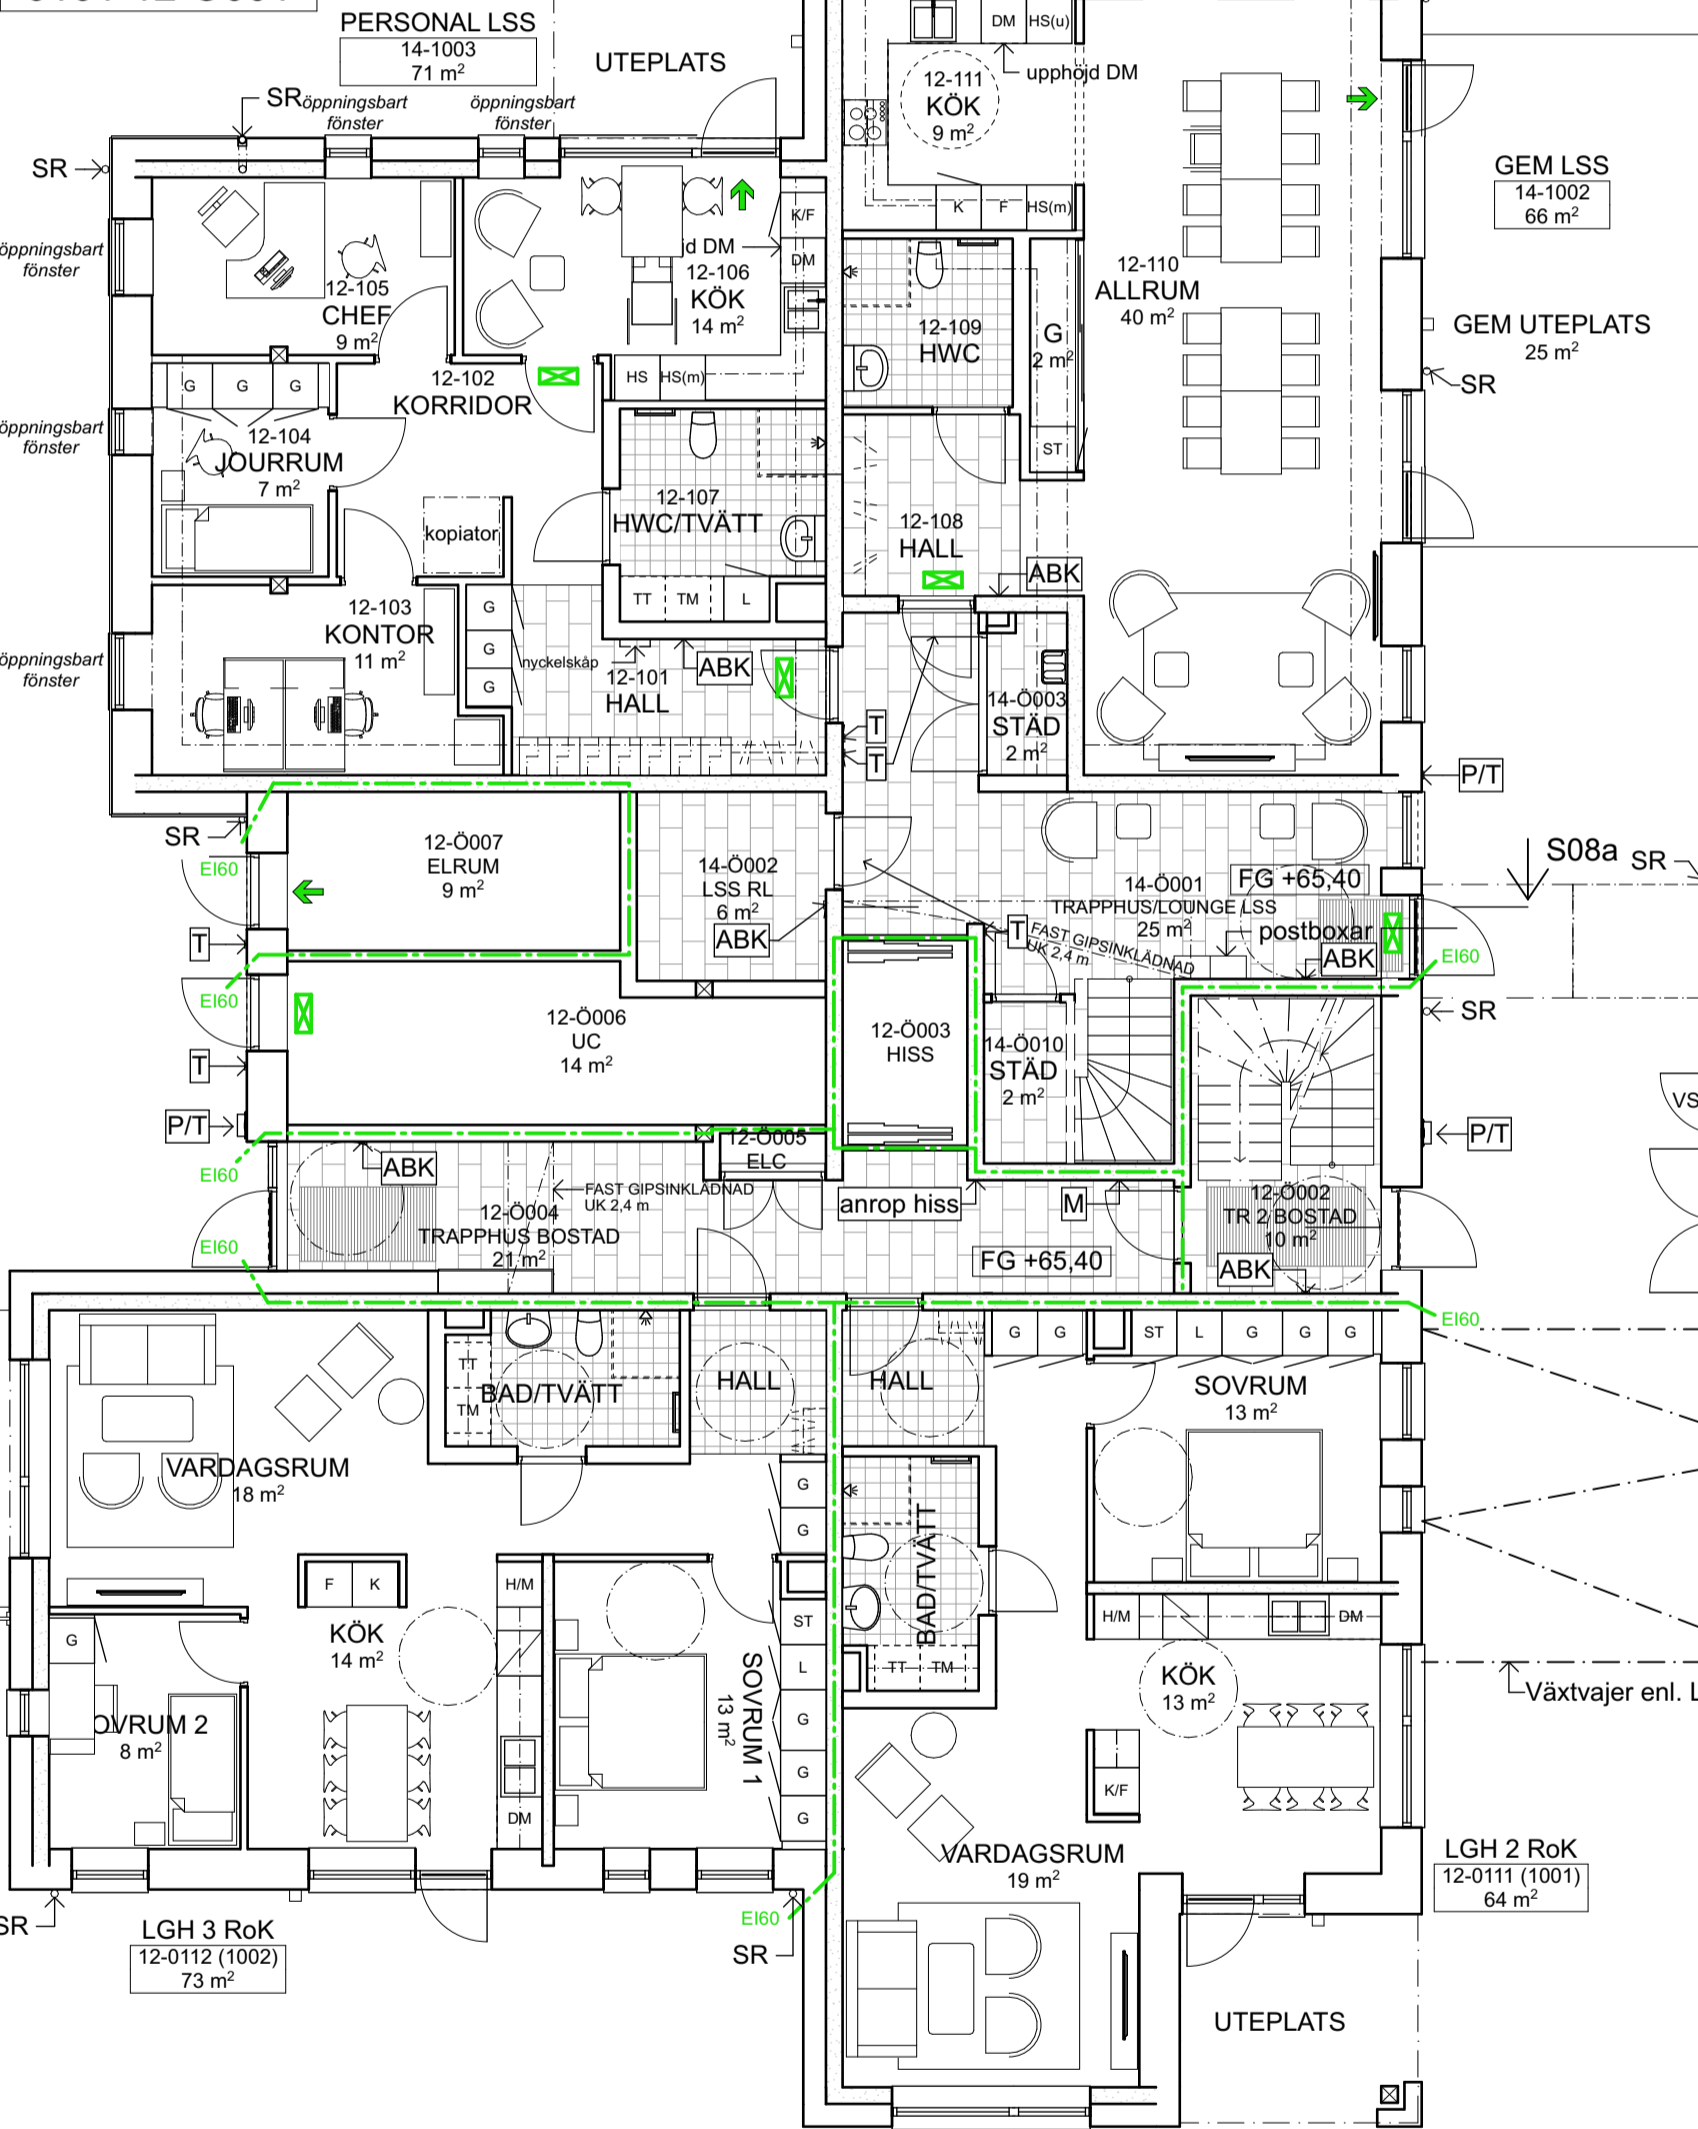 PERSONAL LSS
14-1003
71 m²
UTEPLATS
DM
HS(u)
upphöjd DM
12-111
KÖK
9 m²
K
F
HS(m)
SR
öppningsbart
fönster
öppningsbart
fönster
SR
GEM LSS
14-1002
66 m²
öppningsbart
fönster
12-105
CHEF
9 m²
jd DM
12-106
KÖK
14 m²
K/F
DM
HS
HS(m)
12-109
HWC
G
2 m²
ST
12-110
ALLRUM
40 m²
GEM UTEPLATS
25 m²
SR
G
G
G
12-102
KORRIDOR
öppningsbart
fönster
12-104
JOURRUM
7 m²
kopiator
12-107
HWC/TVÄTT
TT
TM
L
12-108
HALL
ABK
12-103
KONTOR
11 m²
öppningsbart
fönster
G
G
G
nyckelskåp
12-101
HALL
ABK
T
T
14-Ö003
STÄD
2 m²
P/T
SR
EI60
12-Ö007
ELRUM
9 m²
14-Ö002
LSS RL
6 m²
ABK
14-Ö001
TRAPPHUS/LOUNGE LSS
25 m²
FG +65,40
postboxar
ABK
S08a
SR
T
FAST GIPSINKLÄDNAD
UK 2,4 m
T
EI60
EI60
SR
12-Ö006
UC
14 m²
12-Ö003
HISS
14-Ö010
STÄD
2 m²
T
P/T
P/T
VS
EI60
ABK
12-Ö005
ELC
FAST GIPSINKLÄDNAD
UK 2,4 m
12-Ö004
TRAPPHUS BOSTAD
21 m²
anrop hiss
M
12-Ö002
TR 2 BOSTAD
10 m²
EI60
FG +65,40
ABK
EI60
TT
TM
BAD/TVÄTT
HALL
HALL
G
G
ST
L
G
G
G
SOVRUM
13 m²
VARDAGSRUM
18 m²
G
G
BAD/TVÄTT
TT
TM
F
K
H/M
KÖK
14 m²
DM
ST
L
G
G
G
SOVRUM 1
13 m²
H/M
DM
KÖK
13 m²
K/F
Växtvajer enl. L
G
OVRUM 2
8 m²
VARDAGSRUM
19 m²
LGH 2 RoK
12-0111 (1001)
64 m²
SR
LGH 3 RoK
12-0112 (1002)
73 m²
EI60
SR
UTEPLATS